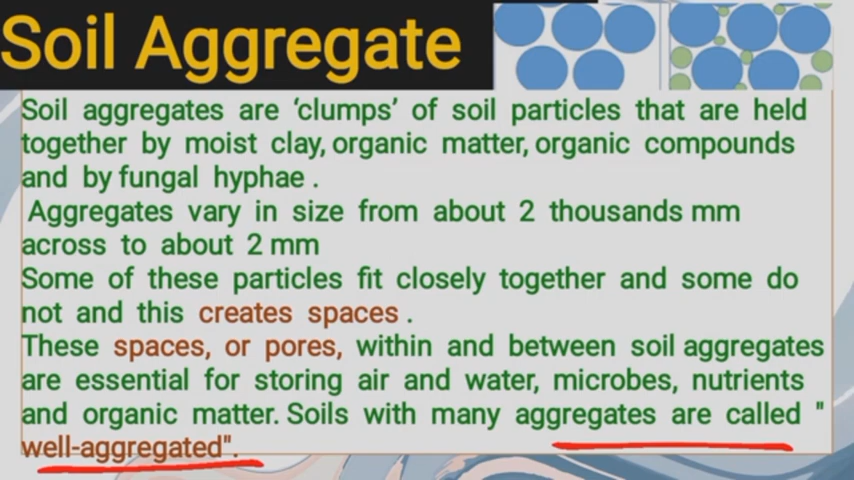 Soil Aggregate
Soil aggregates are ‘clumps’ of soil particles that are held
together by moist clay, organic matter, organic compounds
and by fungal hyphae .
Aggregates vary in size from about 2 thousands mm
across to about 2 mm
Some of these particles fit closely together and some do
not and this creates spaces .
These spaces, or pores, within and between soil aggregates
are essential for storing air and water, microbes, nutrients
and organic matter. Soils with many aggregates are called "
well-aggregated".